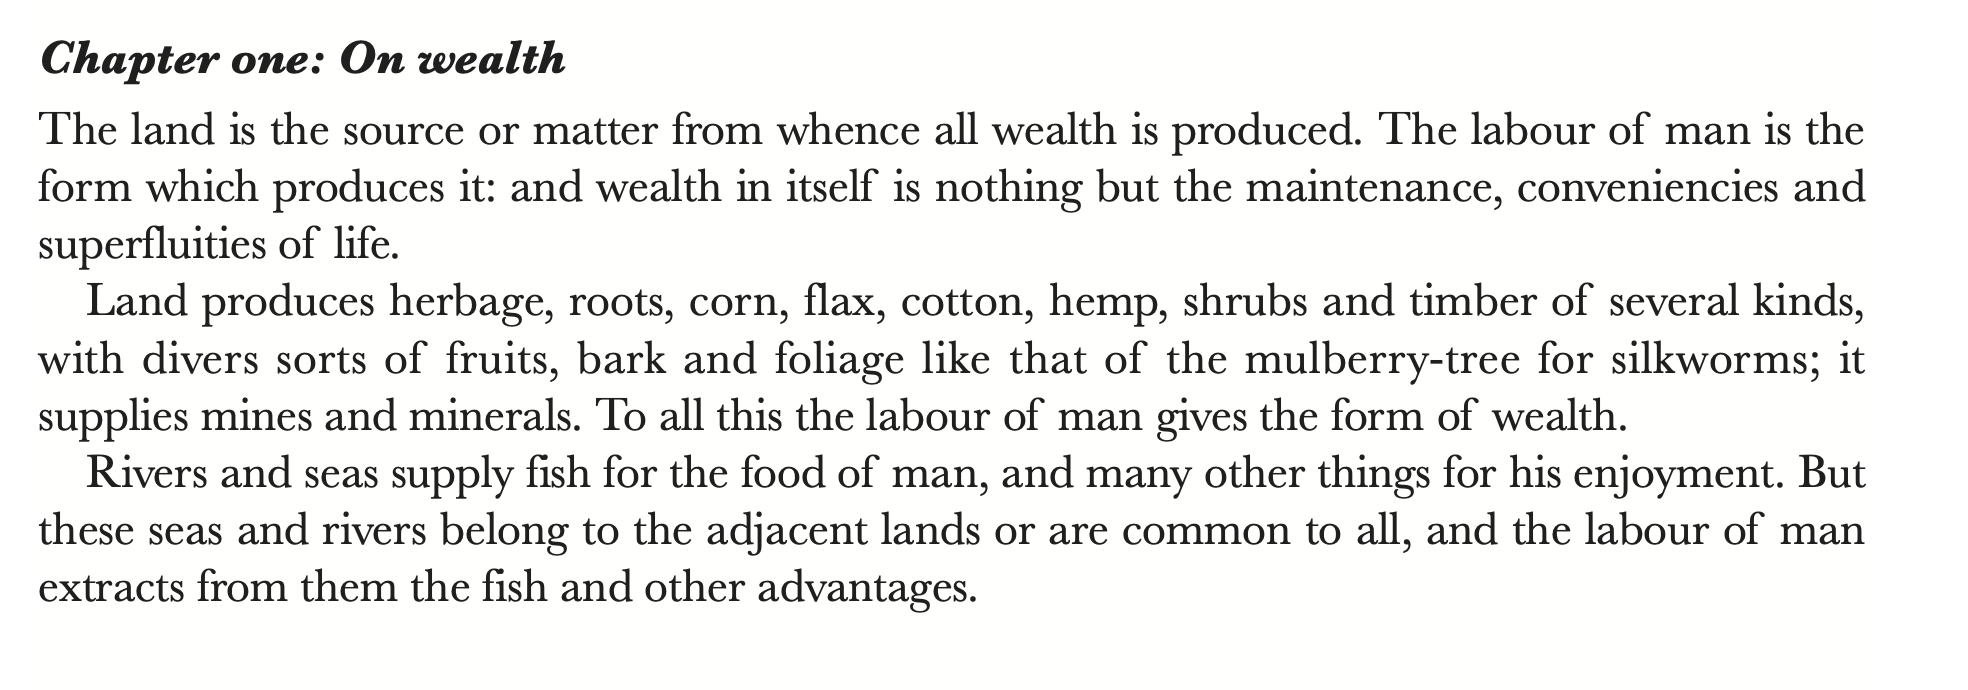 Chapter one: On wealth
The land is the source or matter from whence all wealth is produced. The labour of man is the
form which produces it: and wealth in itself is nothing but the maintenance, conveniencies and
superfluities of life.
Land produces herbage, roots, corn, flax, cotton, hemp, shrubs and timber of several kinds,
with divers sorts of fruits, bark and foliage like that of the mulberry-tree for silkworms; it
supplies mines and minerals. To all this the labour of man gives the form of wealth.
Rivers and seas supply fish for the food of man, and many other things for his enjoyment. But
these seas and rivers belong to the adjacent lands or are common to all, and the labour of man
extracts from them the fish and other advantages.